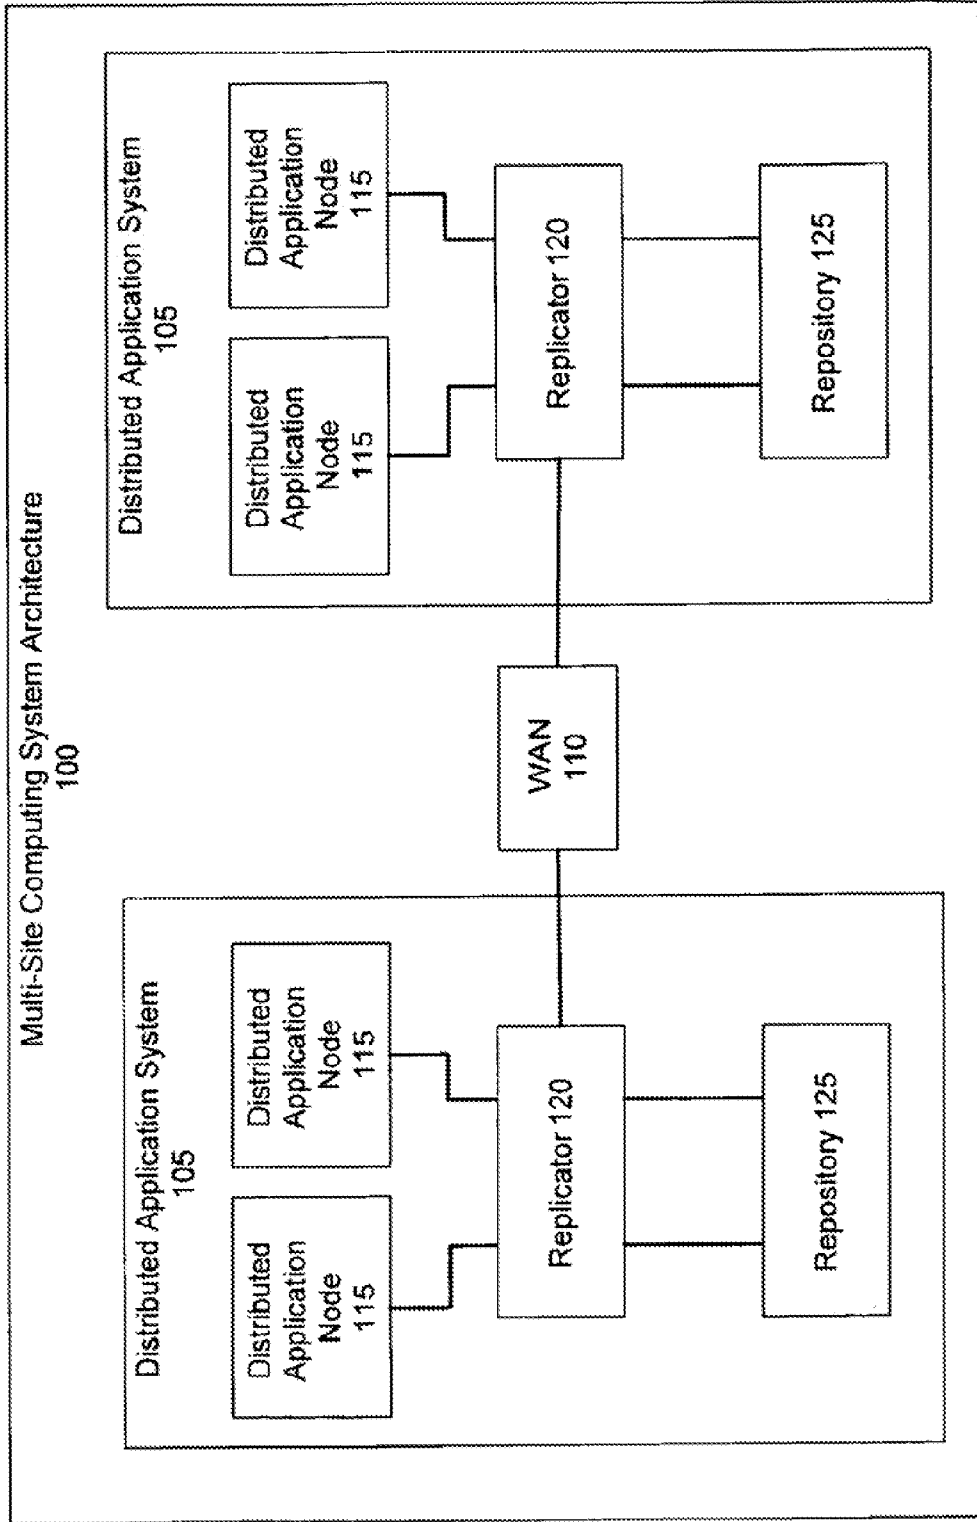 Multi-Site Computing System Architecture
100
Distributed Application System
105
Distributed
Application
Node
115
Distributed
Application
Node
115
Replicator 120
Repository 125
WAN
110
Distributed Application System
105
Distributed
Application
Node
115
Distributed
Application
Node
115
Replicator 120
Repository 125